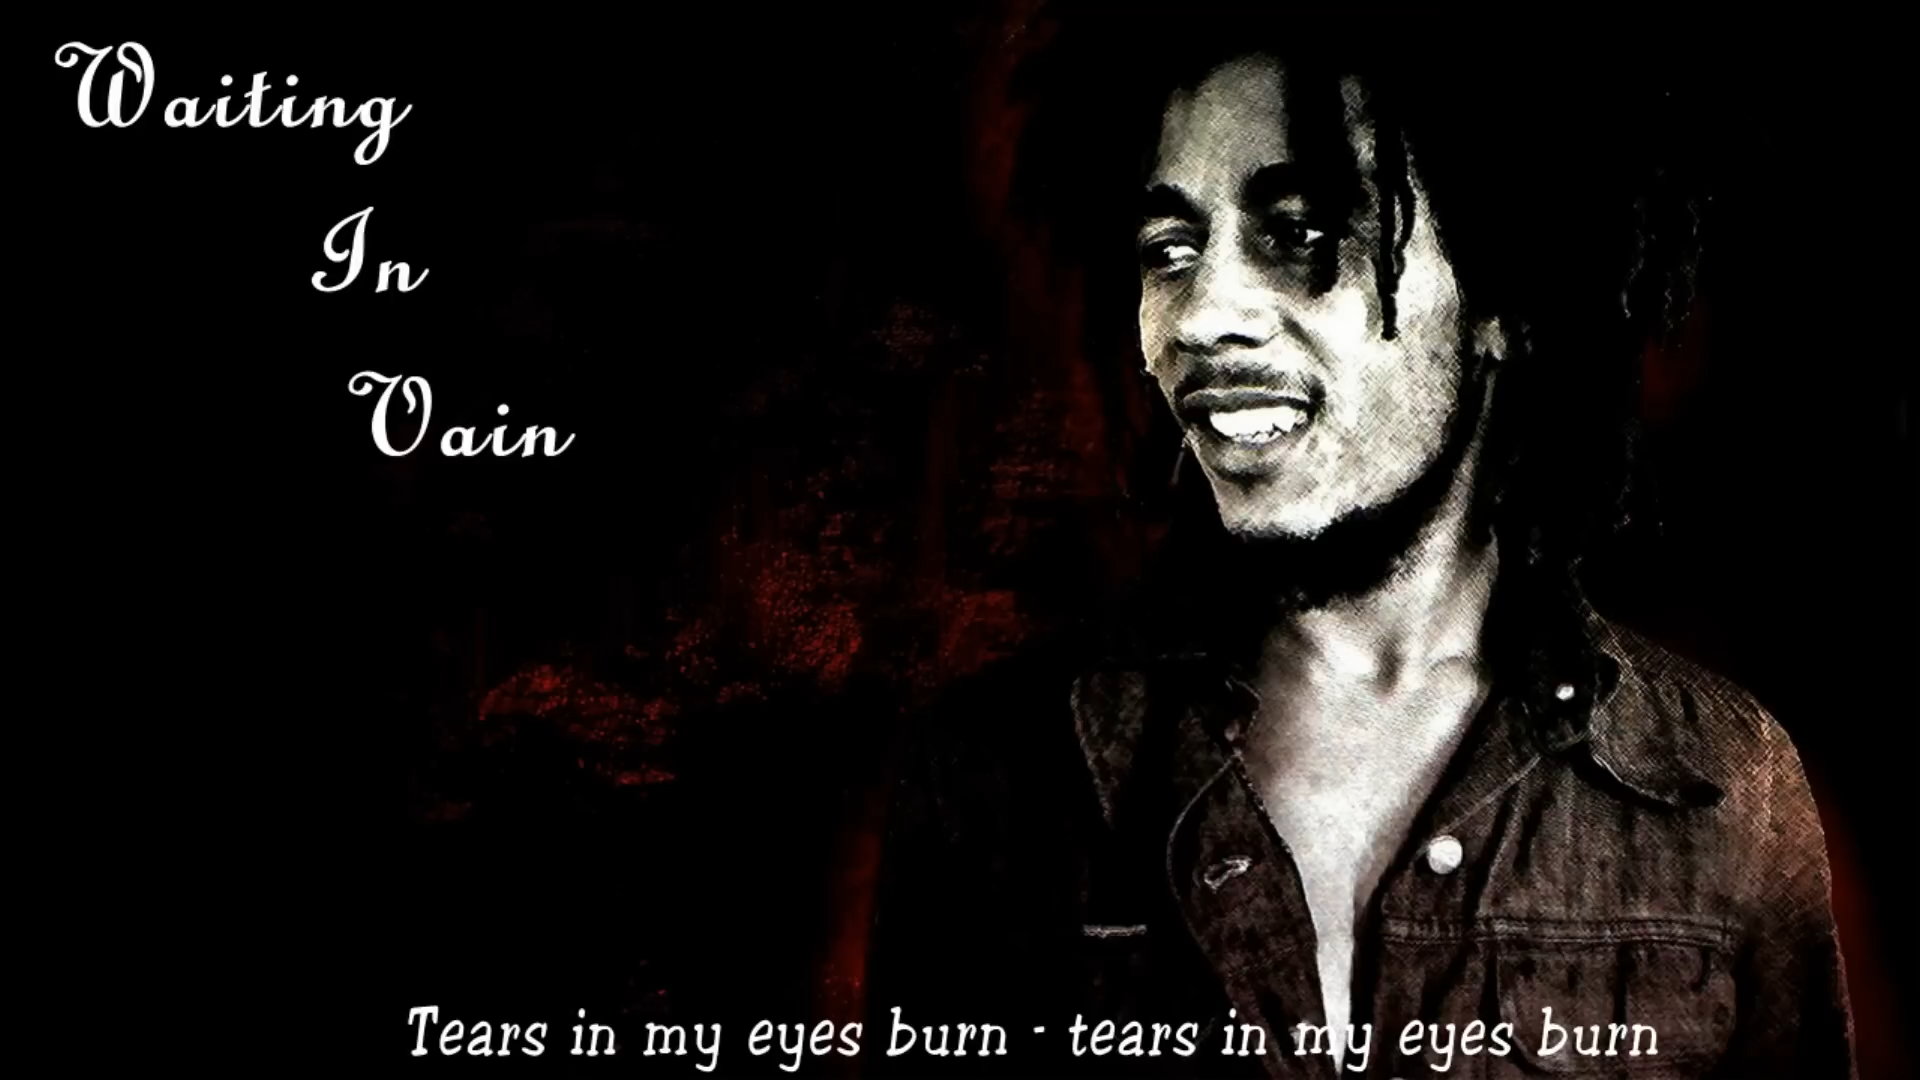 Waiting
In
Vain
Tears in my eyes burn - tears in my eyes burn